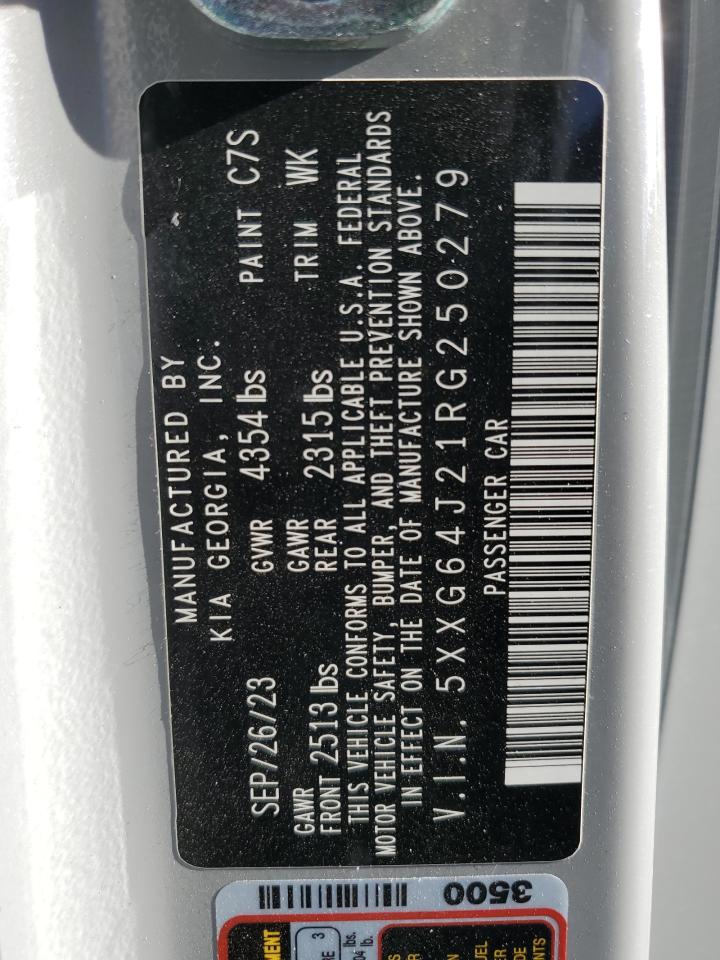 MANUFACTURED BY
KIA GEORGIA, INC.
SEP/26/23 GVWR 4354 lbs PAINT C7S
GAWR GAWR
FRONT 2513 lbs REAR 2315 lbs TRIM WK
THIS VEHICLE CONFORMS TO ALL APPLICABLE U.S.A. FEDERAL
MOTOR VEHICLE SAFETY, BUMPER, AND THEFT PREVENTION STANDARDS
IN EFFECT ON THE DATE OF MANUFACTURE SHOWN ABOVE.
V.I.N. 5XXG64J21RG250279
PASSENGER CAR
3500
3